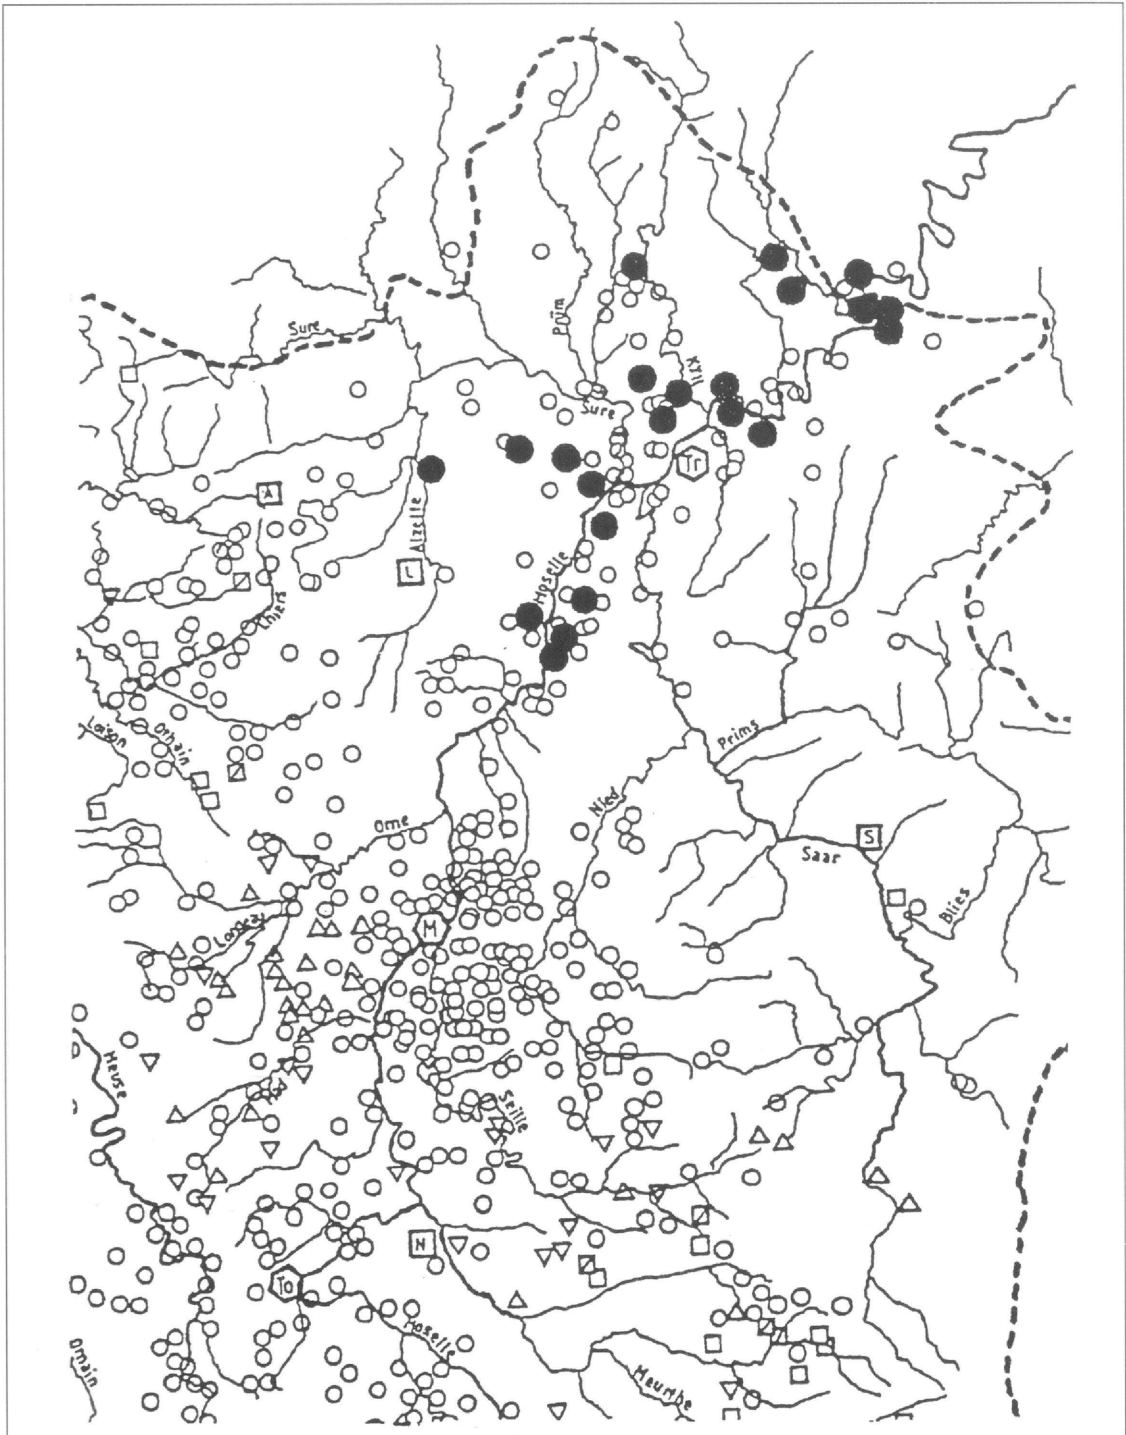 Sure
Prüm
Kyll
Sure
Tr
A
Alzette
L
Moselle
Chiers
Loison
Othain
Prims
Nied
Orne
S
Saar
Blies
M
Longeau
Meuse
Seille
N
To
Moselle
Ornain
Meurthe